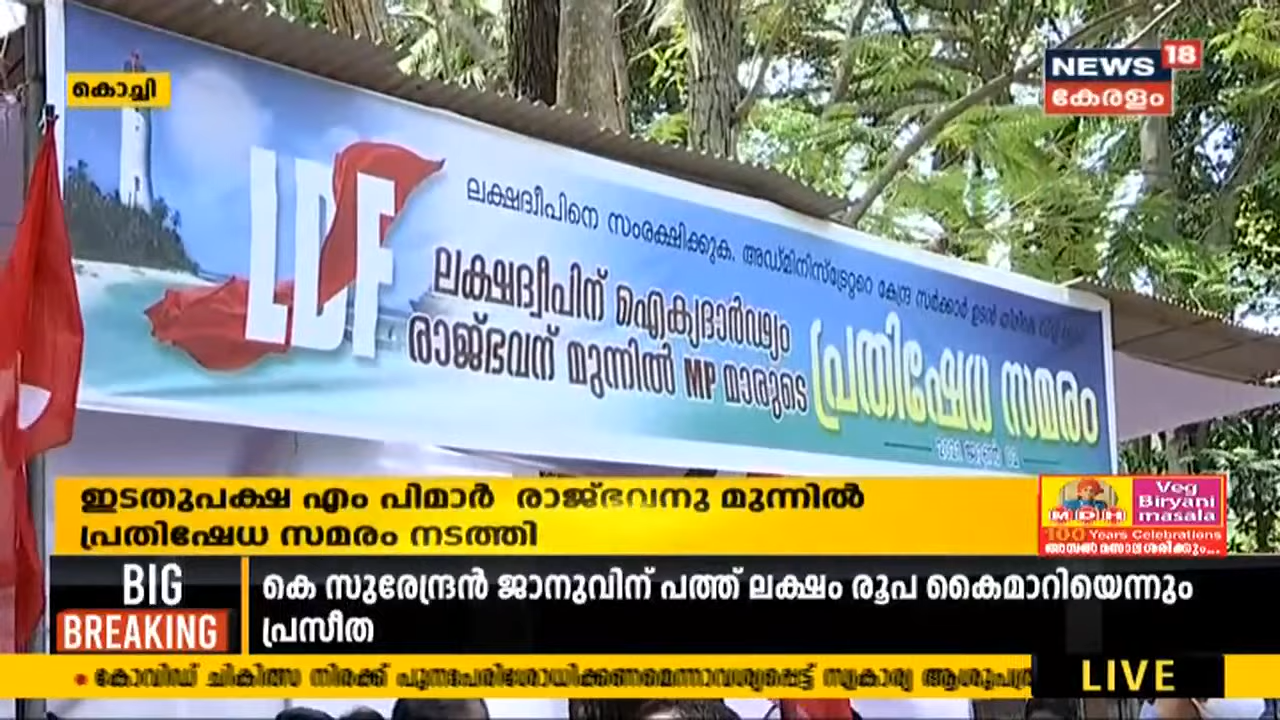 കൊച്ചി
NEWS 18
കേരളം
LDF
ലക്ഷദ്വീപിനെ സംരക്ഷിക്കുക. അഡ്മിനിസ്ട്രേറ്ററെ കേന്ദ്ര സർക്കാർ ഉടൻ
ലക്ഷദ്വീപിന് ഐക്യദാർഢ്യം
രാജ്ഭവന് മുന്നിൽ MP മാരുടെ
പ്രതിഷേധ സമരം
2021 ജൂൺ
ഇടതുപക്ഷ എം പിമാർ രാജ്ഭവനു മുന്നിൽ
പ്രതിഷേധ സമരം നടത്തി
MDH
Veg
Biryani
masala
100 Years Celebrations
BIG
BREAKING
കെ സുരേന്ദ്രൻ ജാനുവിന് പത്ത് ലക്ഷം രൂപ കൈമാറിയെന്നും
പ്രസീത
കോവിഡ് ചികിത്സ നിരക്ക് പുനഃപരിശോധിക്കണമെന്നാവശ്യപ്പെട്ട് സ്വകാര്യ
LIVE